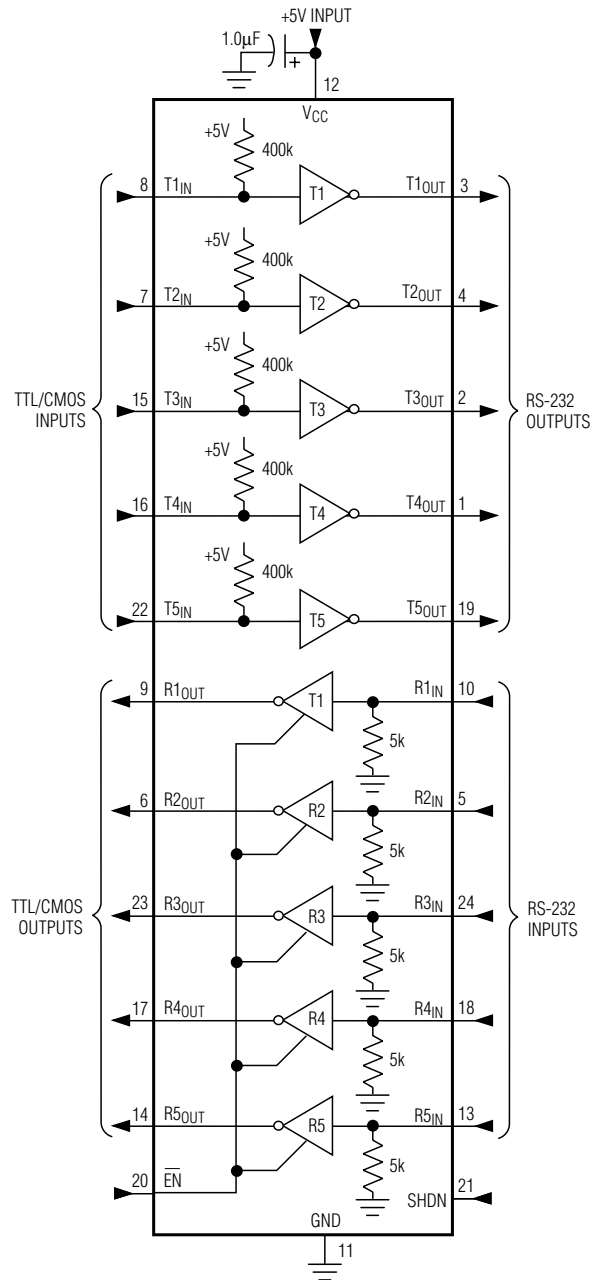 +5V INPUT
1.0µF
+
12
VCC
+5V
400k
8
T1IN
T1
T1OUT
3
+5V
400k
7
T2IN
T2
T2OUT
4
+5V
400k
TTL/CMOS
INPUTS
15
T3IN
T3
T3OUT
2
RS-232
OUTPUTS
+5V
400k
16
T4IN
T4
T4OUT
1
+5V
400k
22
T5IN
T5
T5OUT
19
9
R1OUT
T1
R1IN
10
5k
6
R2OUT
R2
R2IN
5
5k
TTL/CMOS
OUTPUTS
23
R3OUT
R3
R3IN
24
RS-232
INPUTS
5k
17
R4OUT
R4
R4IN
18
5k
14
R5OUT
R5
R5IN
13
5k
20
EN
SHDN
21
GND
11